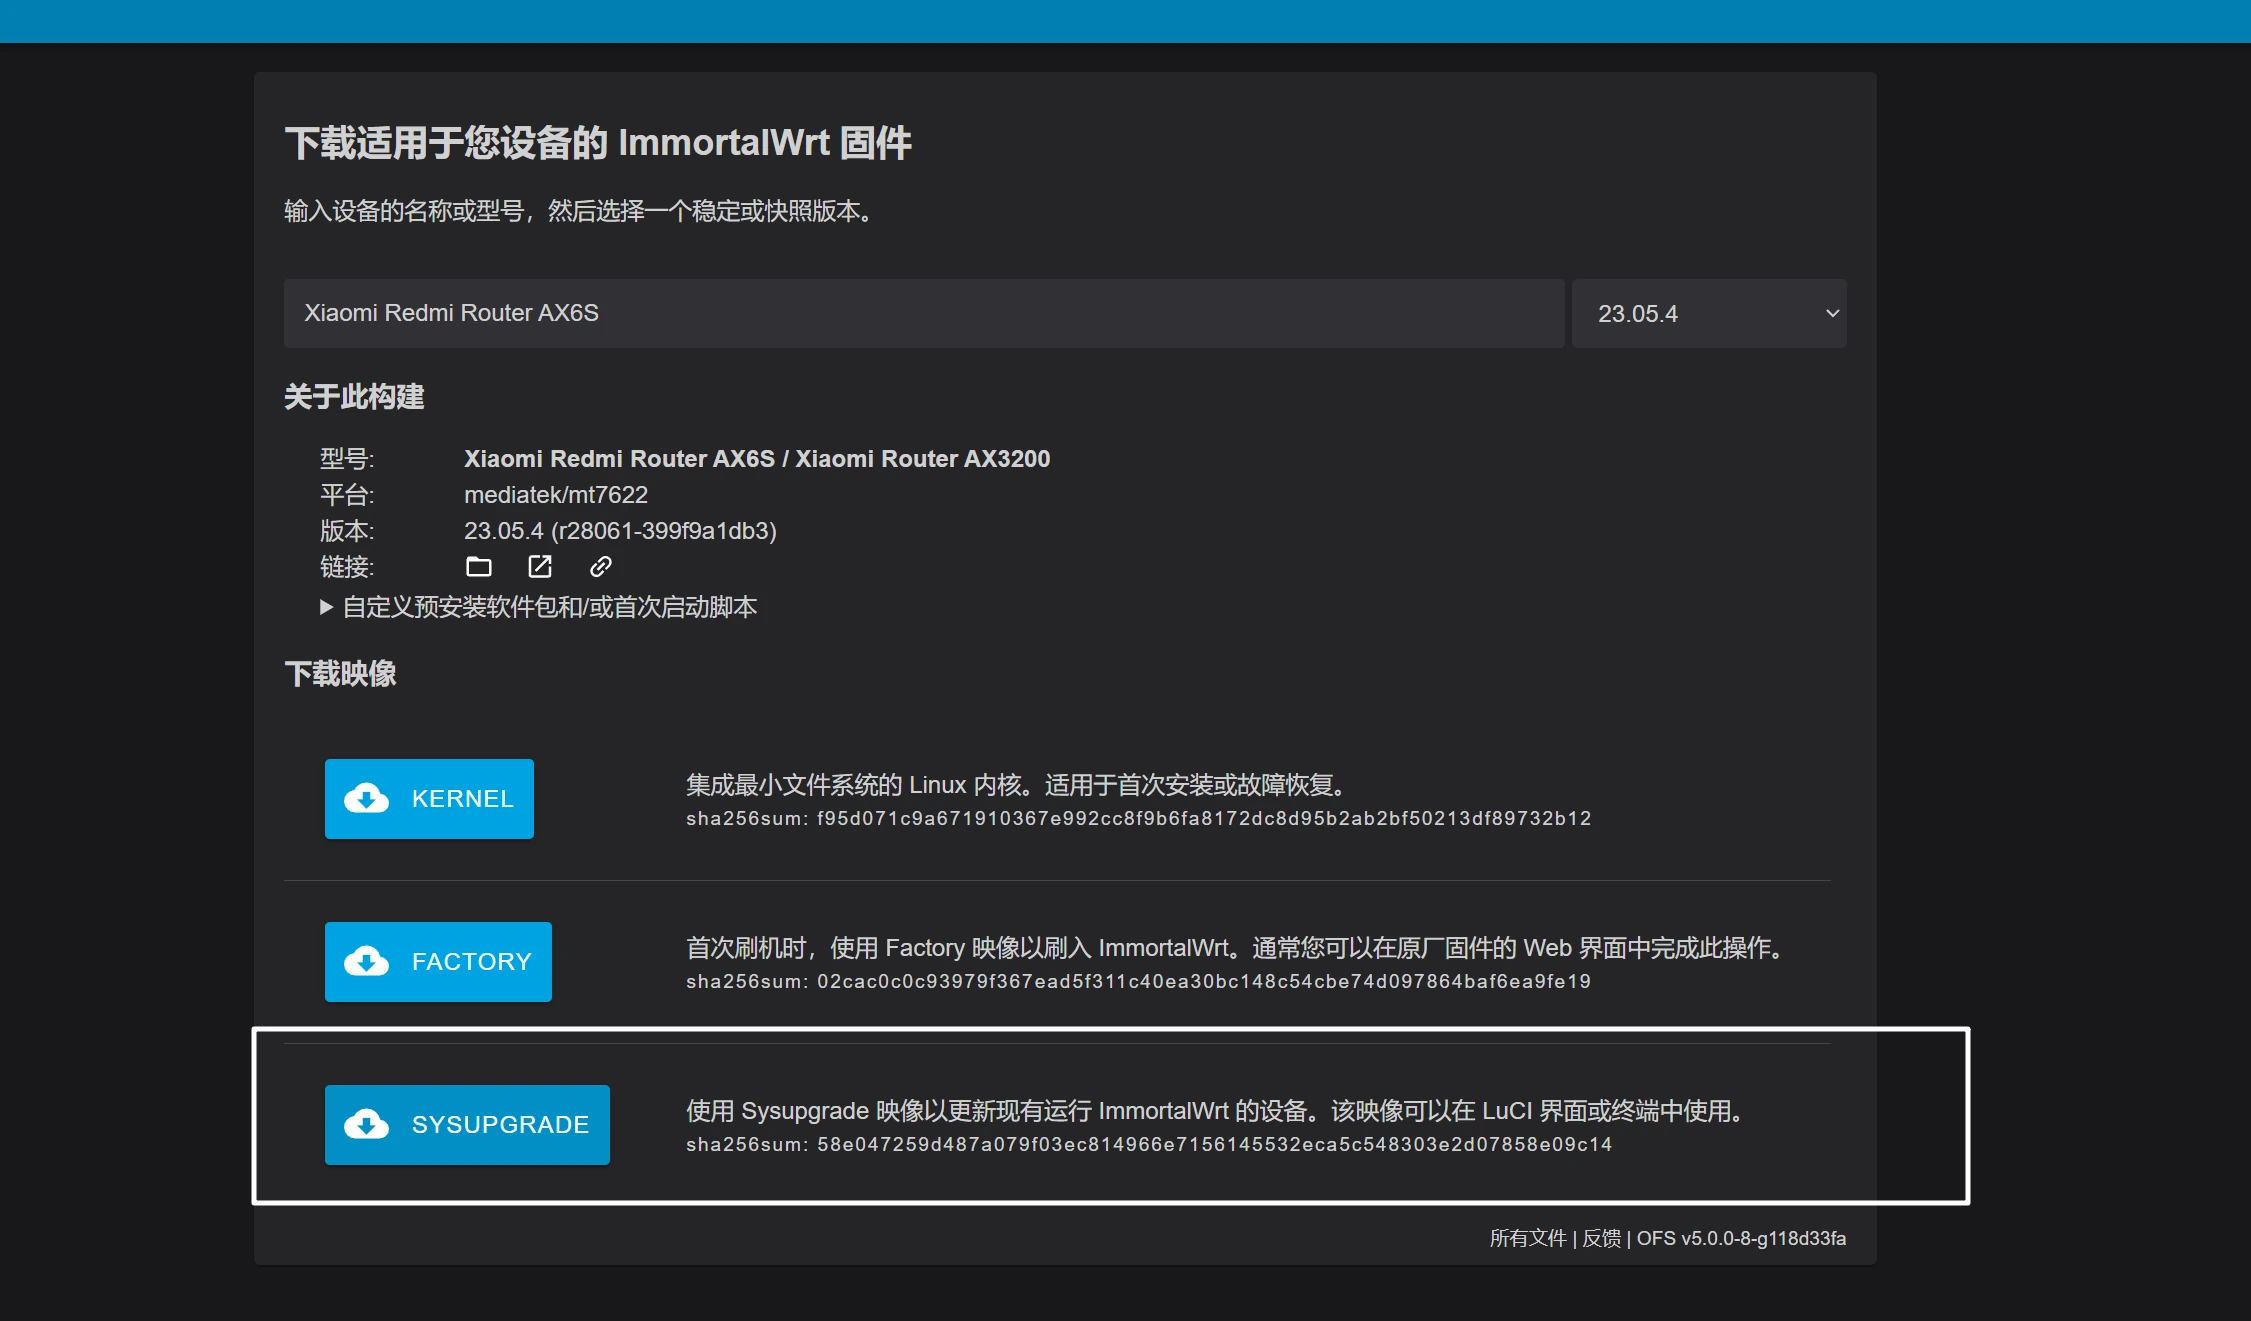 下载适用于您设备的 ImmortalWrt 固件
输入设备的名称或型号，然后选择一个稳定或快照版本。
Xiaomi Redmi Router AX6S
23.05.4
关于此构建
型号: Xiaomi Redmi Router AX6S / Xiaomi Router AX3200
平台: mediatek/mt7622
版本: 23.05.4 (r28061-399f9a1db3)
链接:
自定义预安装软件包和/或首次启动脚本
下载映像
KERNEL
集成最小文件系统的 Linux 内核。适用于首次安装或故障恢复。
sha256sum: f95d071c9a671910367e992cc8f9b6fa8172dc8d95b2ab2bf50213df89732b12
FACTORY
首次刷机时，使用 Factory 映像以刷入 ImmortalWrt。通常您可以在原厂固件的 Web 界面中完成此操作。
sha256sum: 02cac0c0c93979f367ead5f311c40ea30bc148c54cbe74d097864baf6ea9fe19
SYSUPGRADE
使用 Sysupgrade 映像以更新现有运行 ImmortalWrt 的设备。该映像可以在 LuCI 界面或终端中使用。
sha256sum: 58e047259d487a079f03ec814966e7156145532eca5c548303e2d07858e09c14
所有文件 | 反馈 | OFS v5.0.0-8-g118d33fa